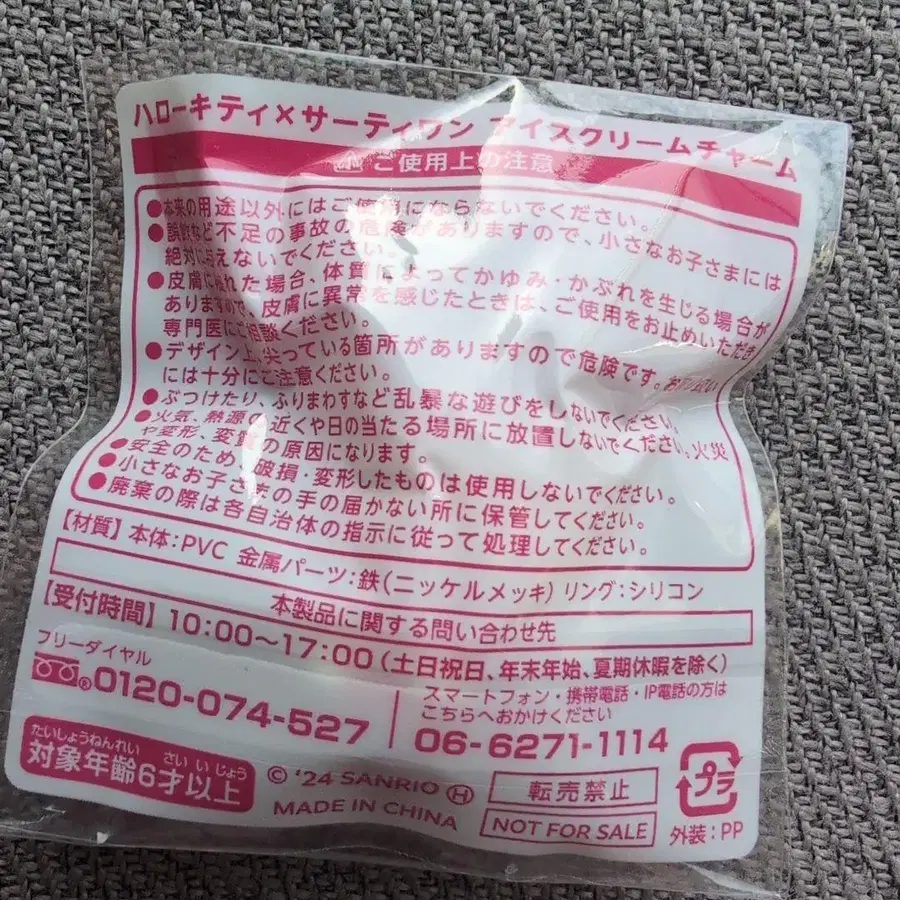 ハローキティ×サーティワン アイスクリームチャーム
ご使用上の注意
●本来の用途以外にはご使用にならないでください。
●誤飲など不足の事故の危険がありますので、小さなお子さまには
絶対に与えないでください。
●皮膚に触れた場合、体質によってかゆみ・かぶれを生じる場合が
ありますので、皮膚に異常を感じたときは、ご使用をお止めいただき
専門医にご相談ください。
●デザイン上、尖っている箇所がありますので危険です。お取り扱い
には十分にご注意ください。
●ぶつけたり、ふりまわすなど乱暴な遊びをしないでください。
●火気、熱源の近くや日の当たる場所に放置しないでください。火災
や変形、変質の原因になります。
●安全のため、破損・変形したものは使用しないでください。
●小さなお子さまの手の届かない所に保管してください。
●廃棄の際は各自治体の指示に従って処理してください。
【材質】本体:PVC 金属パーツ:鉄(ニッケルメッキ) リング:シリコン
本製品に関する問い合わせ先
【受付時間】10:00〜17:00(土日祝日、年末年始、夏期休暇を除く)
フリーダイヤル
0120-074-527
スマートフォン・携帯電話・IP電話の方は
こちらへおかけください
06-6271-1114
たいしょうねんれい さい いじょう
対象年齢6才以上
© '24 SANRIO Ⓗ
MADE IN CHINA
転売禁止
NOT FOR SALE
プラ
外装:PP